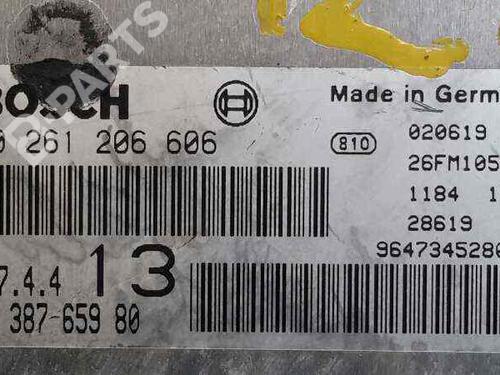 BOSCH
Made in Germ
0 261 206 606
810
020619
26FM105
1184 1
28619
9647345280
7.4.4 13
387-659 80
B-PARTS